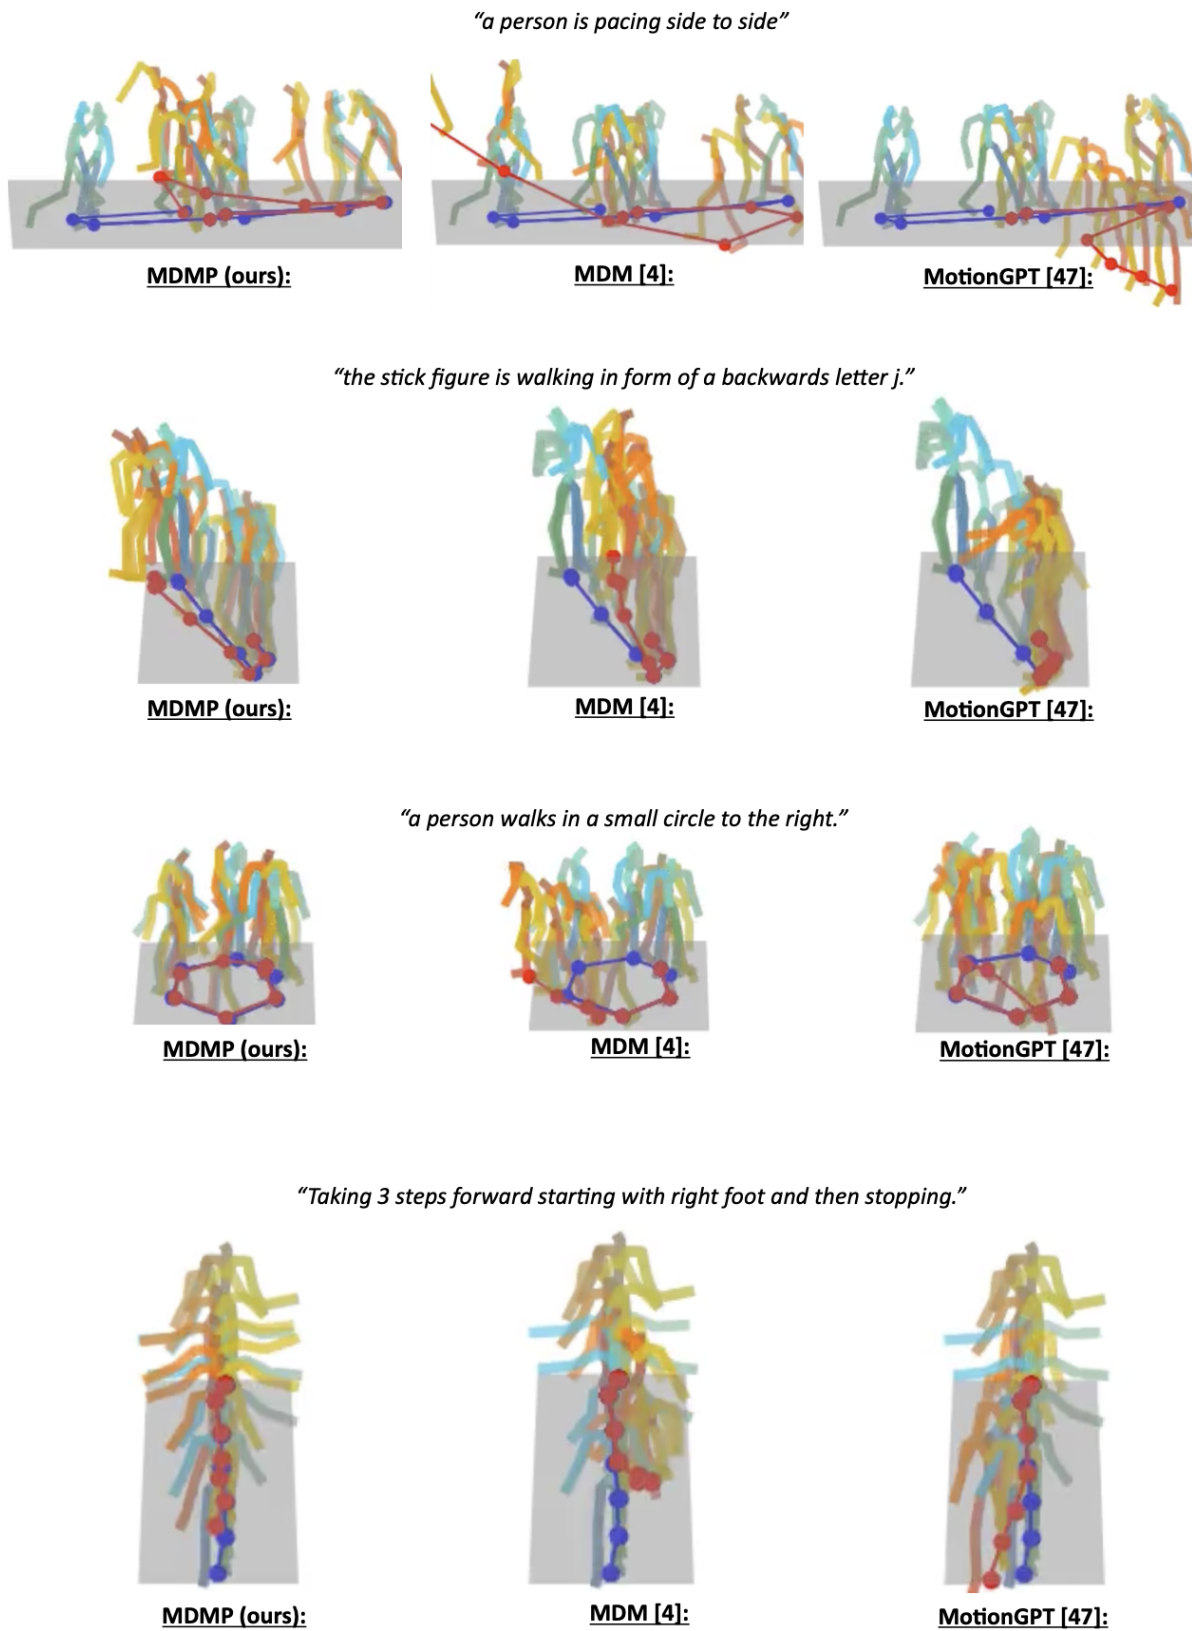 “a person is pacing side to side”
MDMP (ours):
MDM [4]:
MotionGPT [47]:
“the stick figure is walking in form of a backwards letter j.”
MDMP (ours):
MDM [4]:
MotionGPT [47]:
“a person walks in a small circle to the right.”
MDMP (ours):
MDM [4]:
MotionGPT [47]:
“Taking 3 steps forward starting with right foot and then stopping.”
MDMP (ours):
MDM [4]:
MotionGPT [47]: